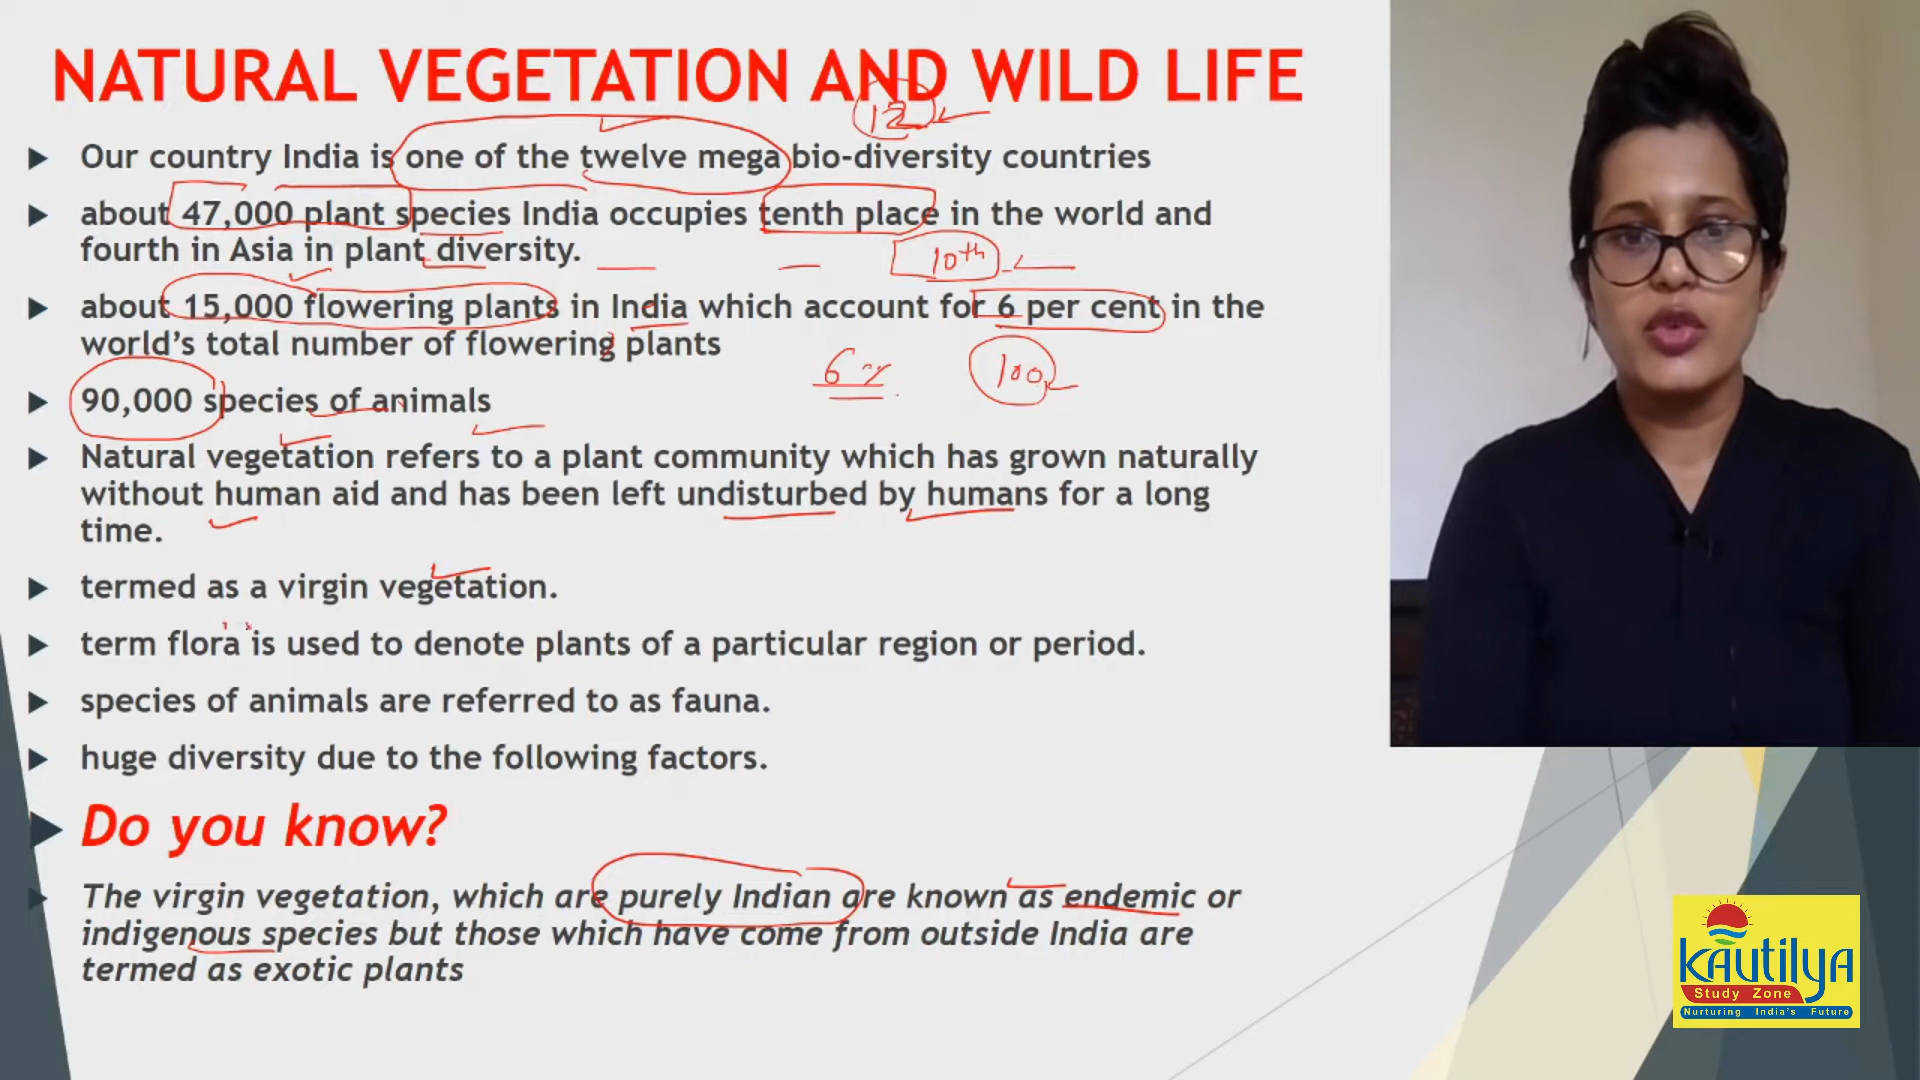 NATURAL VEGETATION AND WILD LIFE
12
Our country India is one of the twelve mega bio-diversity countries
about 47,000 plant species India occupies tenth place in the world and
fourth in Asia in plant diversity.
10th
about 15,000 flowering plants in India which account for 6 per cent in the
world's total number of flowering plants
6 %
100
90,000 species of animals
Natural vegetation refers to a plant community which has grown naturally
without human aid and has been left undisturbed by humans for a long
time.
termed as a virgin vegetation.
term flora is used to denote plants of a particular region or period.
species of animals are referred to as fauna.
huge diversity due to the following factors.
Do you know?
The virgin vegetation, which are purely Indian are known as endemic or
indigenous species but those which have come from outside India are
termed as exotic plants
kautilya
Study Zone
Nurturing India's Future